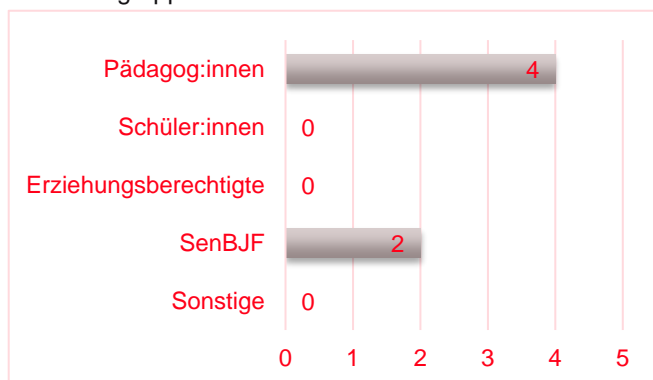 Pädagog:innen 4
Schüler:innen 0
Erziehungsberechtigte 0
SenBJF 2
Sonstige 0
0 1 2 3 4 5